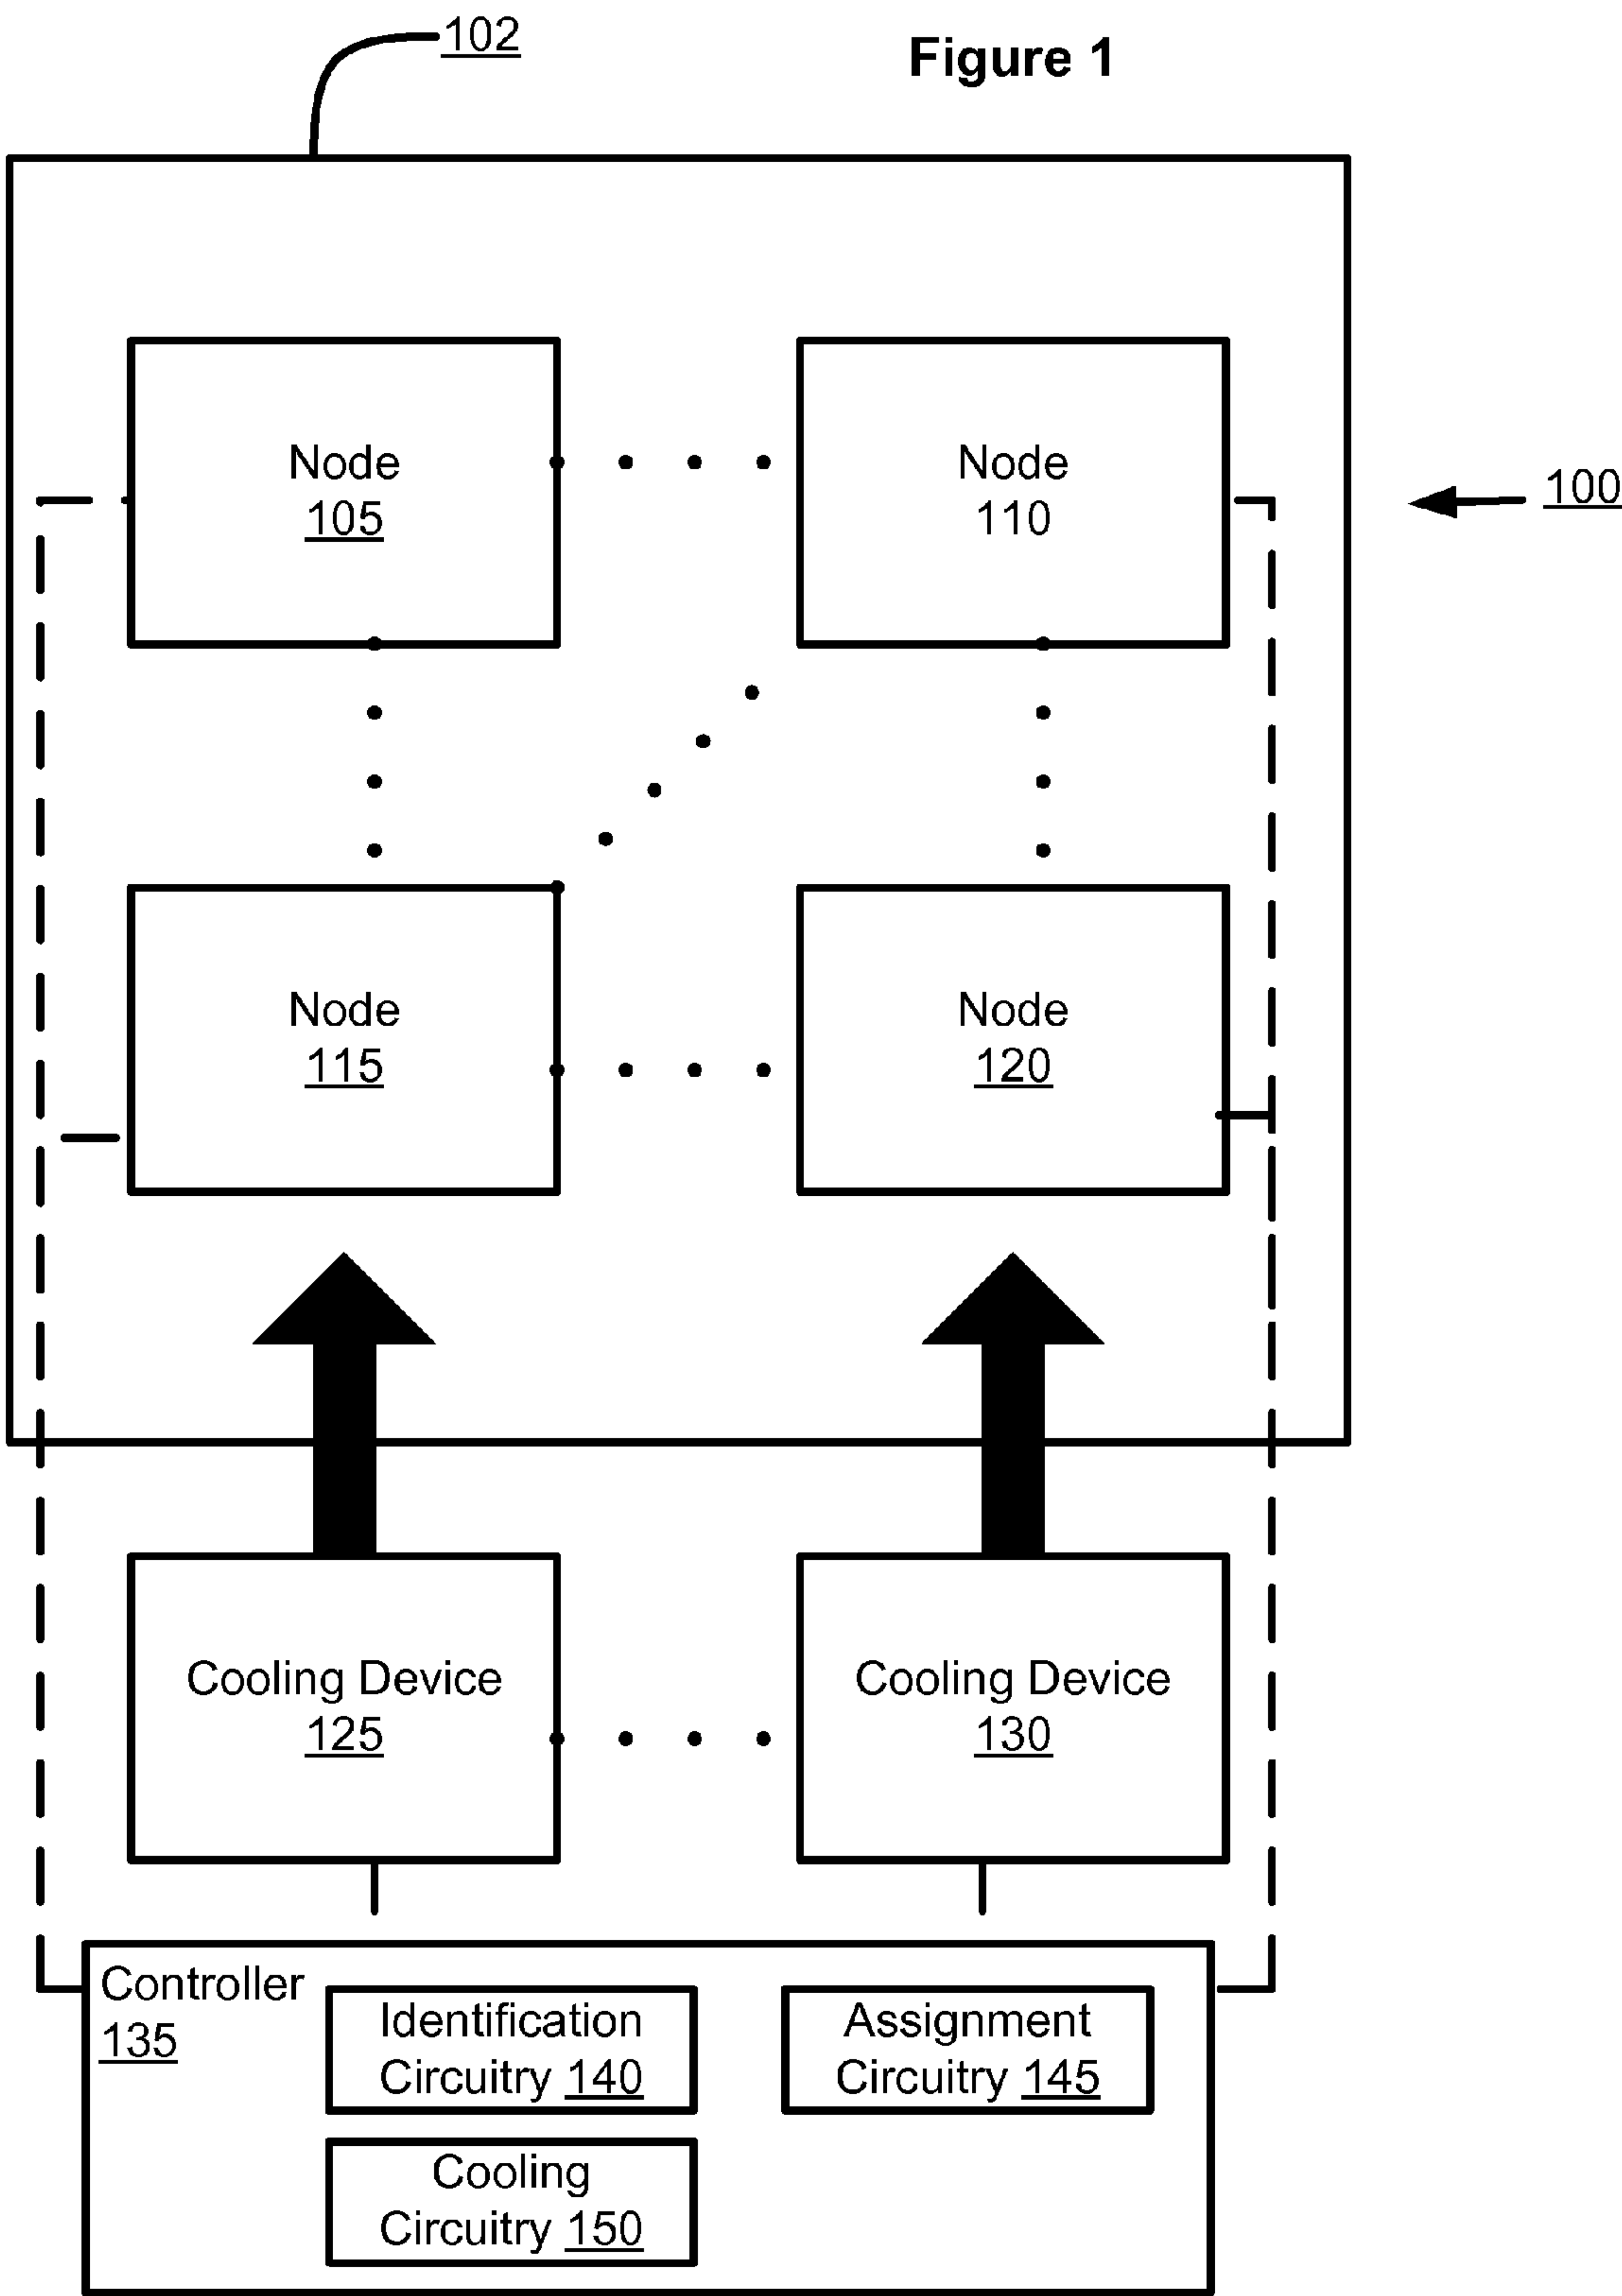 102
Figure 1
Node
105
Node
110
100
Node
115
Node
120
Cooling Device
125
Cooling Device
130
Controller
135
Identification
Circuitry 140
Assignment
Circuitry 145
Cooling
Circuitry 150